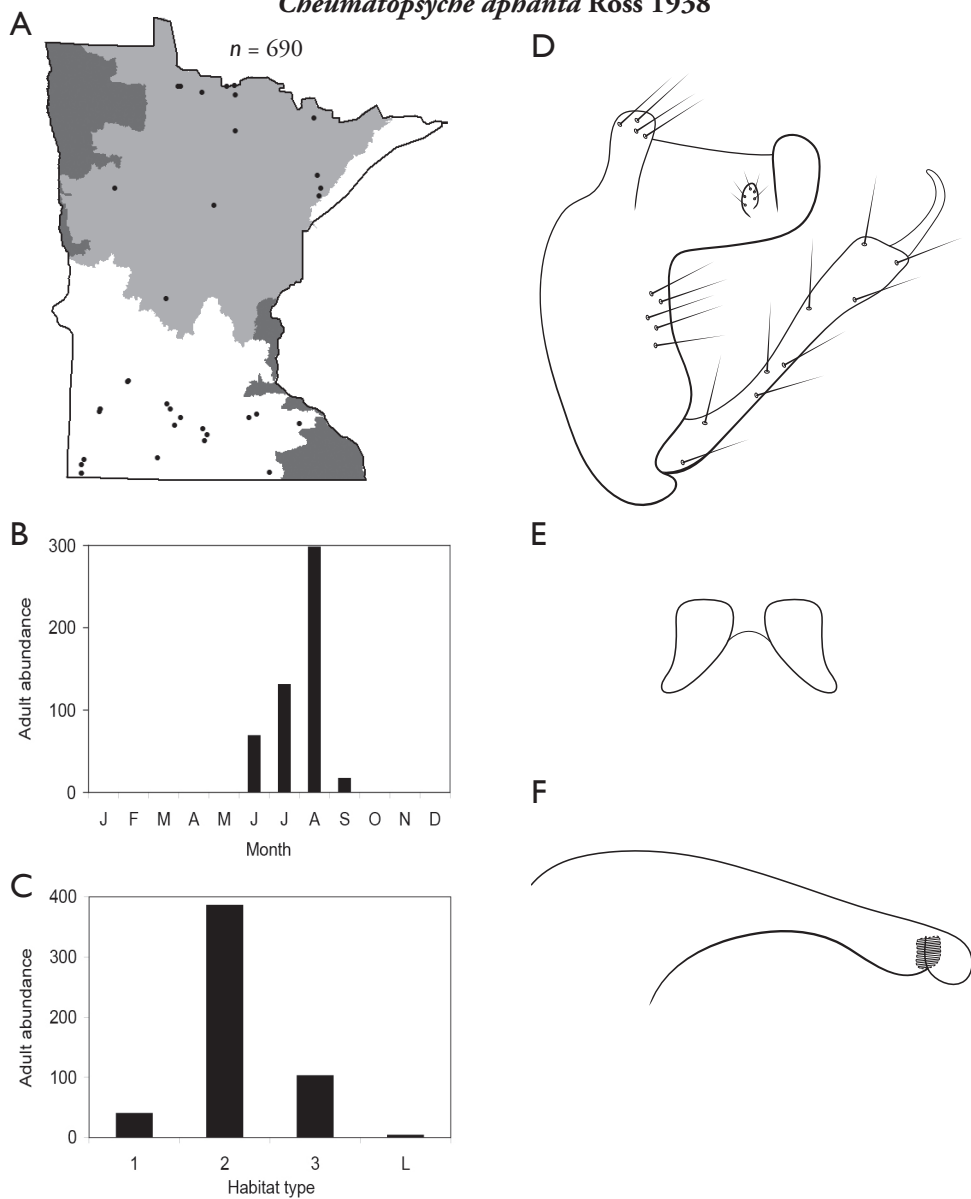 Cheumatopsyche aphanta Ross 1938
A
n = 690
D
B
300
200
100
0
Adult abundance
J F M A M J J A S O N D
Month
E
C
400
300
200
100
0
Adult abundance
1 2 3 L
Habitat type
F